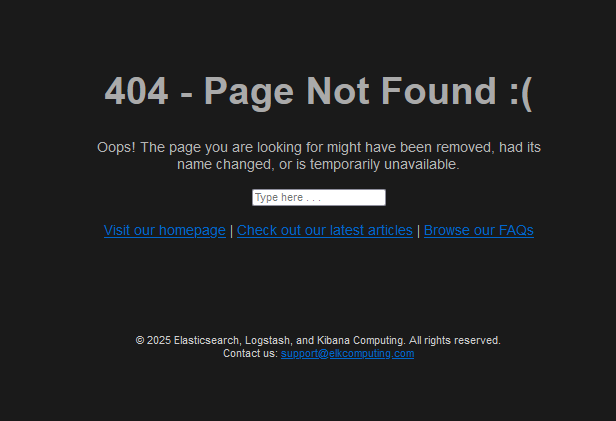 404 - Page Not Found :(
Oops! The page you are looking for might have been removed, had its
name changed, or is temporarily unavailable.
Type here . . .
Visit our homepage | Check out our latest articles | Browse our FAQs
© 2025 Elasticsearch, Logstash, and Kibana Computing. All rights reserved.
Contact us: support@elkcomputing.com